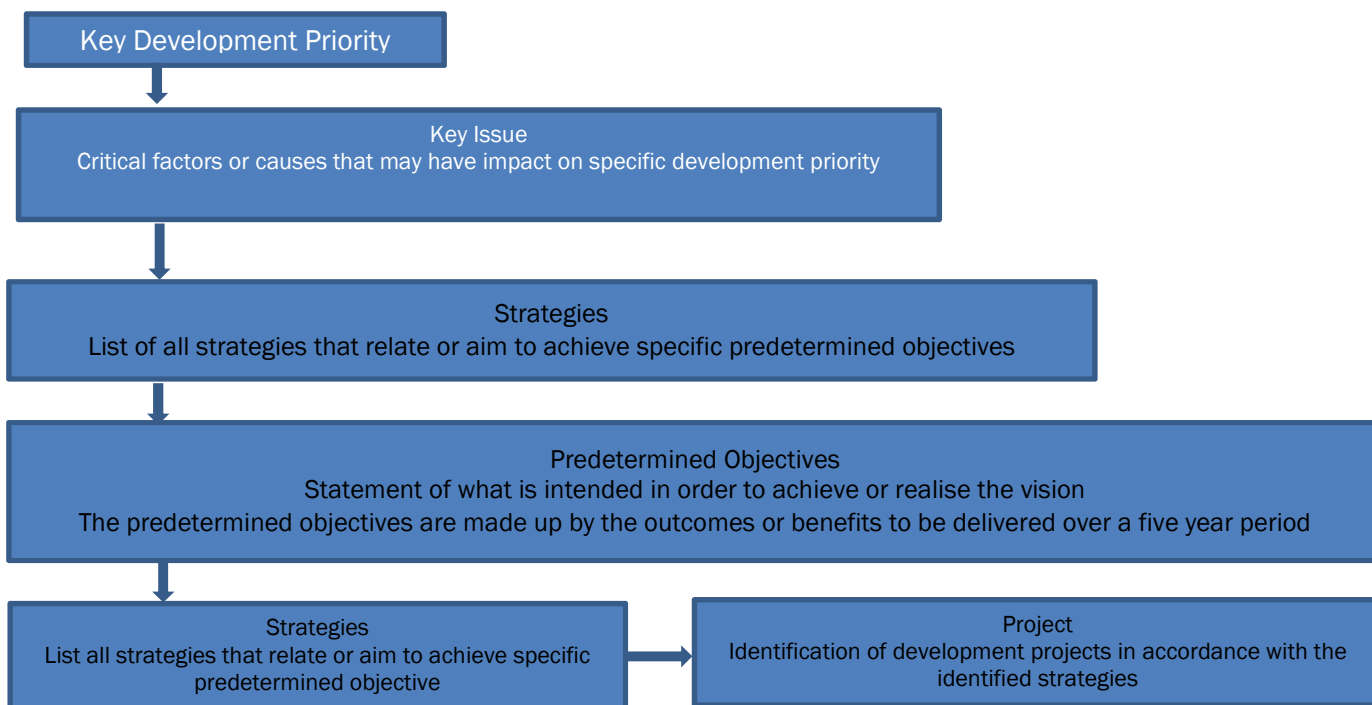 Key Development Priority
Key Issue
Critical factors or causes that may have impact on specific development priority
Strategies
List of all strategies that relate or aim to achieve specific predetermined objectives
Predetermined Objectives
Statement of what is intended in order to achieve or realise the vision
The predetermined objectives are made up by the outcomes or benefits to be delivered over a five year period
Strategies
List all strategies that relate or aim to achieve specific
predetermined objective
Project
Identification of development projects in accordance with the
identified strategies